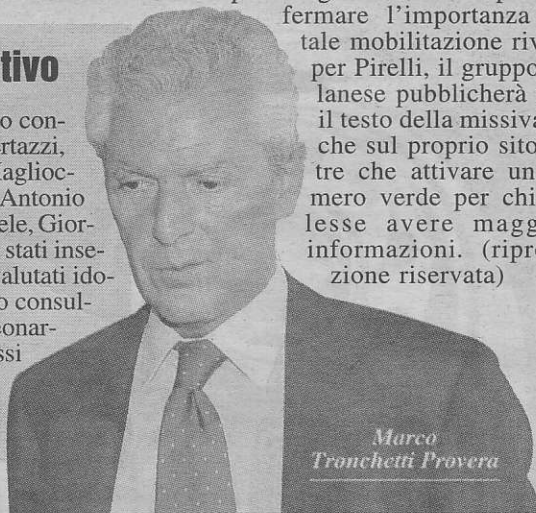 tivo
o con-
rtazzi,
Antonio
ele, Gior-
stati inse-
alutati ido-
o consul-
eonar-
ssi
fermare l'importanza
tale mobilitazione riv
per Pirelli, il gruppo
lanese pubblicherà
il testo della missiva
che sul proprio sito
tre che attivare un
mero verde per chi
lesse avere magg
informazioni. (ripro
zione riservata)
Marco
Tronchetti Provera